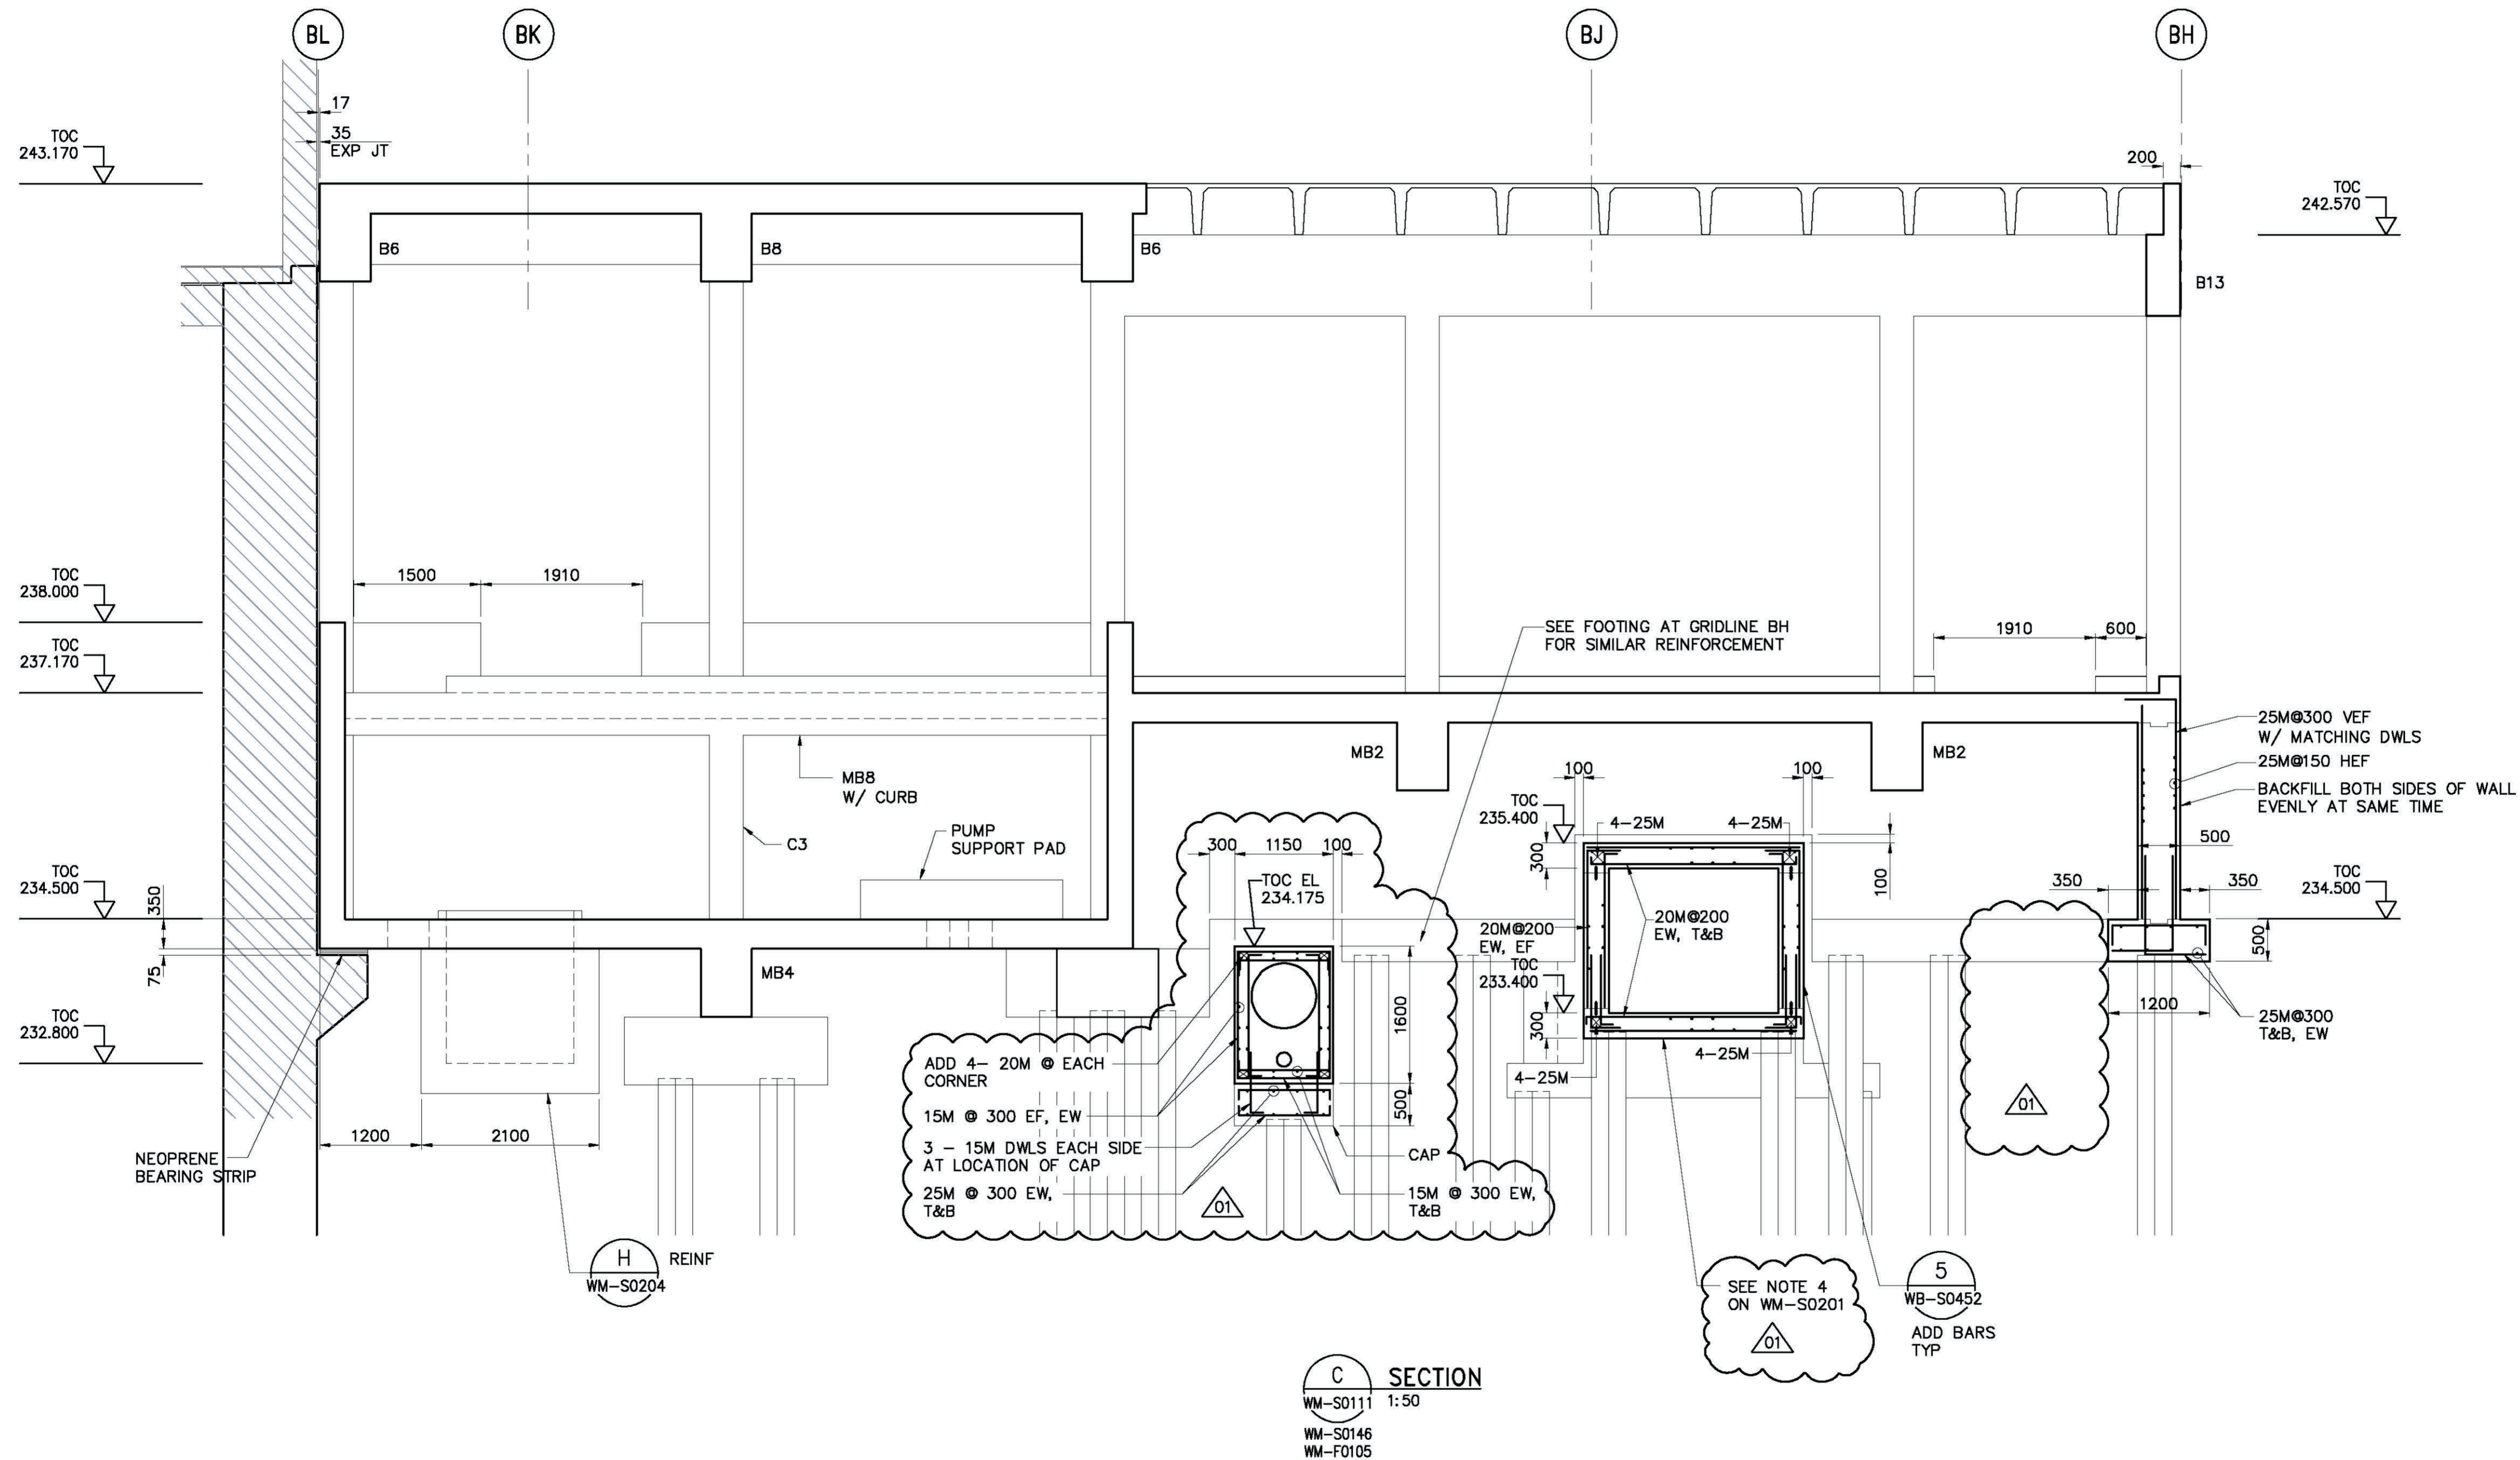 BL
BK
BJ
BH
17
35
EXP JT
TOC
243.170
200
TOC
242.570
B6
B8
B6
B13
TOC
238.000
1500
1910
TOC
237.170
SEE FOOTING AT GRIDLINE BH
FOR SIMILAR REINFORCEMENT
1910
600
25M@300 VEF
W/ MATCHING DWLS
25M@150 HEF
BACKFILL BOTH SIDES OF WALL
EVENLY AT SAME TIME
MB2
MB2
MB8
W/ CURB
100
100
TOC
235.400
4-25M
4-25M
PUMP
SUPPORT PAD
C3
300
1150
100
300
100
500
TOC
234.500
350
TOC EL
234.175
350
350
TOC
234.500
20M@200
EW, EF
20M@200
EW, T&B
500
75
MB4
TOC
233.400
1600
300
1200
TOC
232.800
25M@300
T&B, EW
4-25M
4-25M
ADD 4- 20M @ EACH
CORNER
15M @ 300 EF, EW
500
3 - 15M DWLS EACH SIDE
AT LOCATION OF CAP
CAP
25M @ 300 EW,
T&B
01
15M @ 300 EW,
T&B
01
1200
2100
NEOPRENE
BEARING STRIP
H
WM-S0204
REINF
SEE NOTE 4
ON WM-S0201
01
5
WB-S0452
ADD BARS
TYP
C
WM-S0111
SECTION
1:50
WM-S0146
WM-F0105